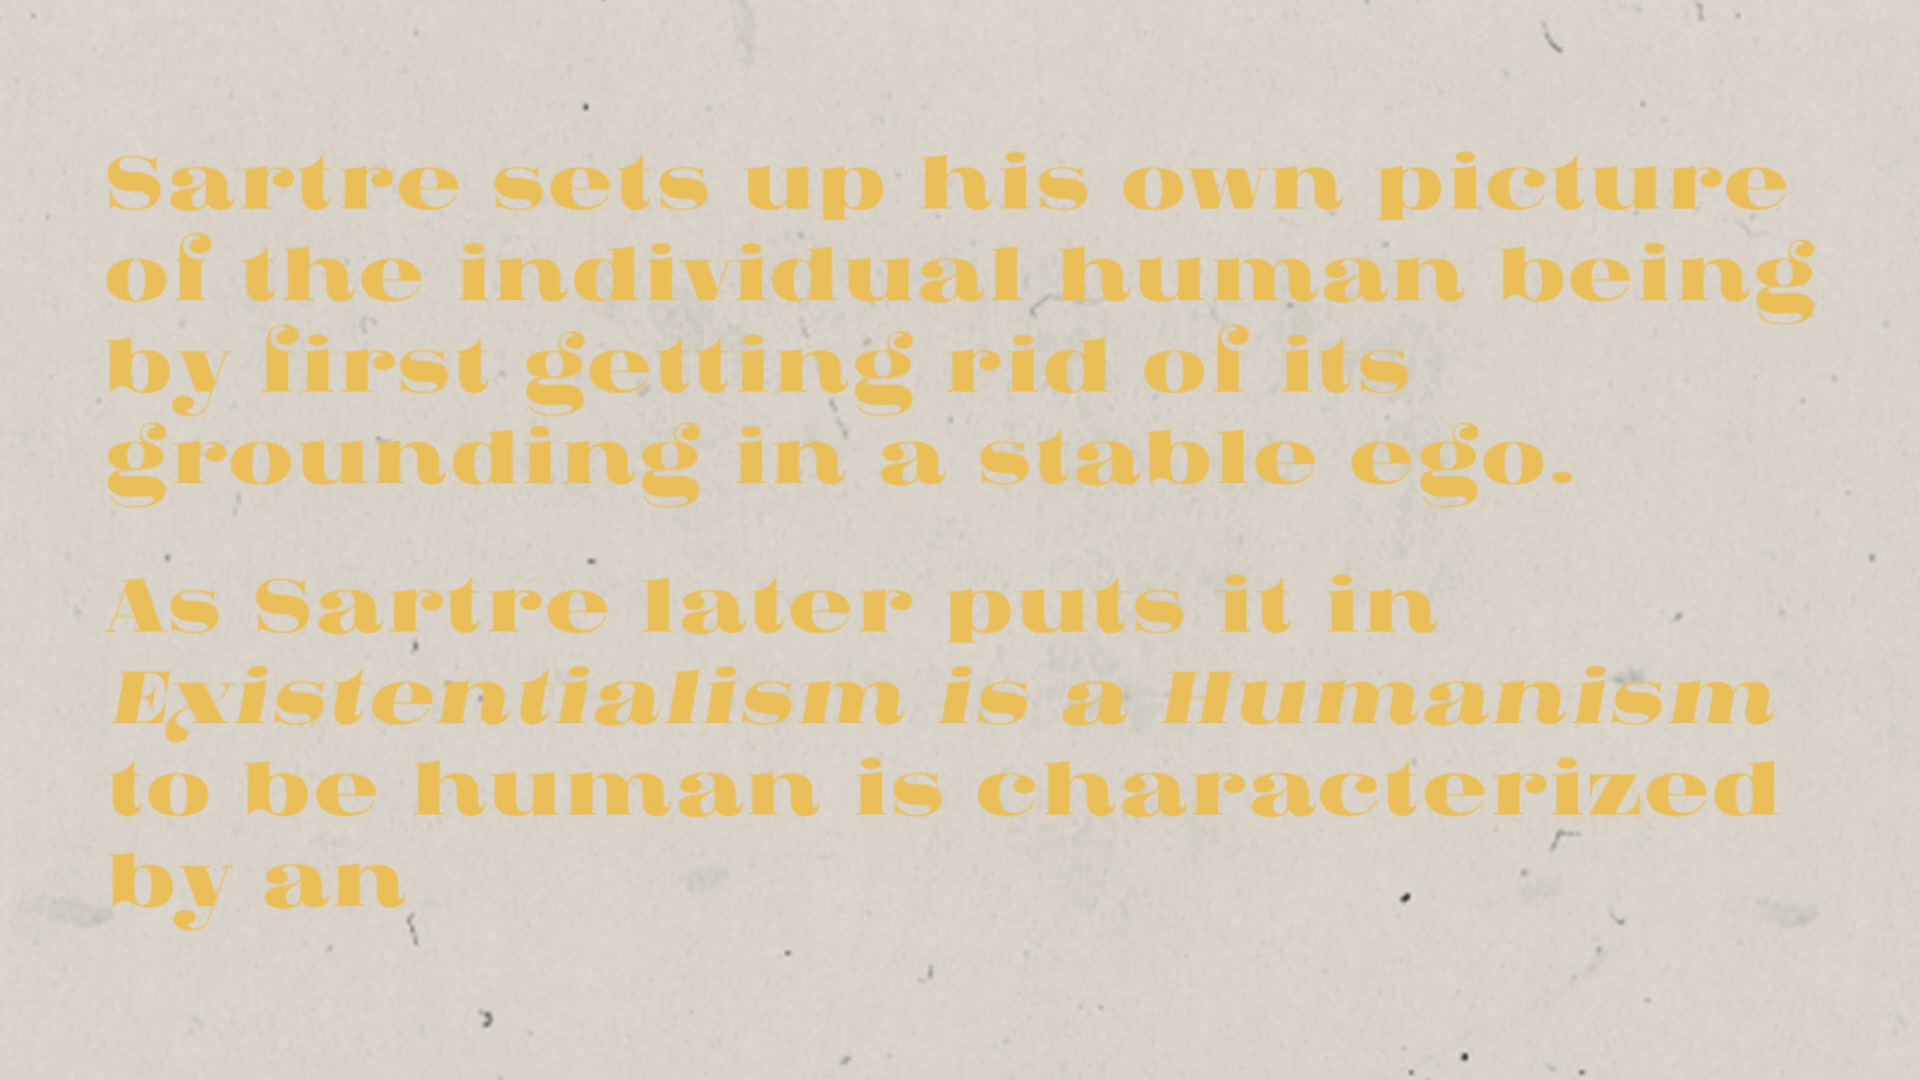 Sartre sets up his own picture
of the individual human being
by first getting rid of its
grounding in a stable ego.
As Sartre later puts it in
Existentialism is a Humanism
to be human is characterized
by an